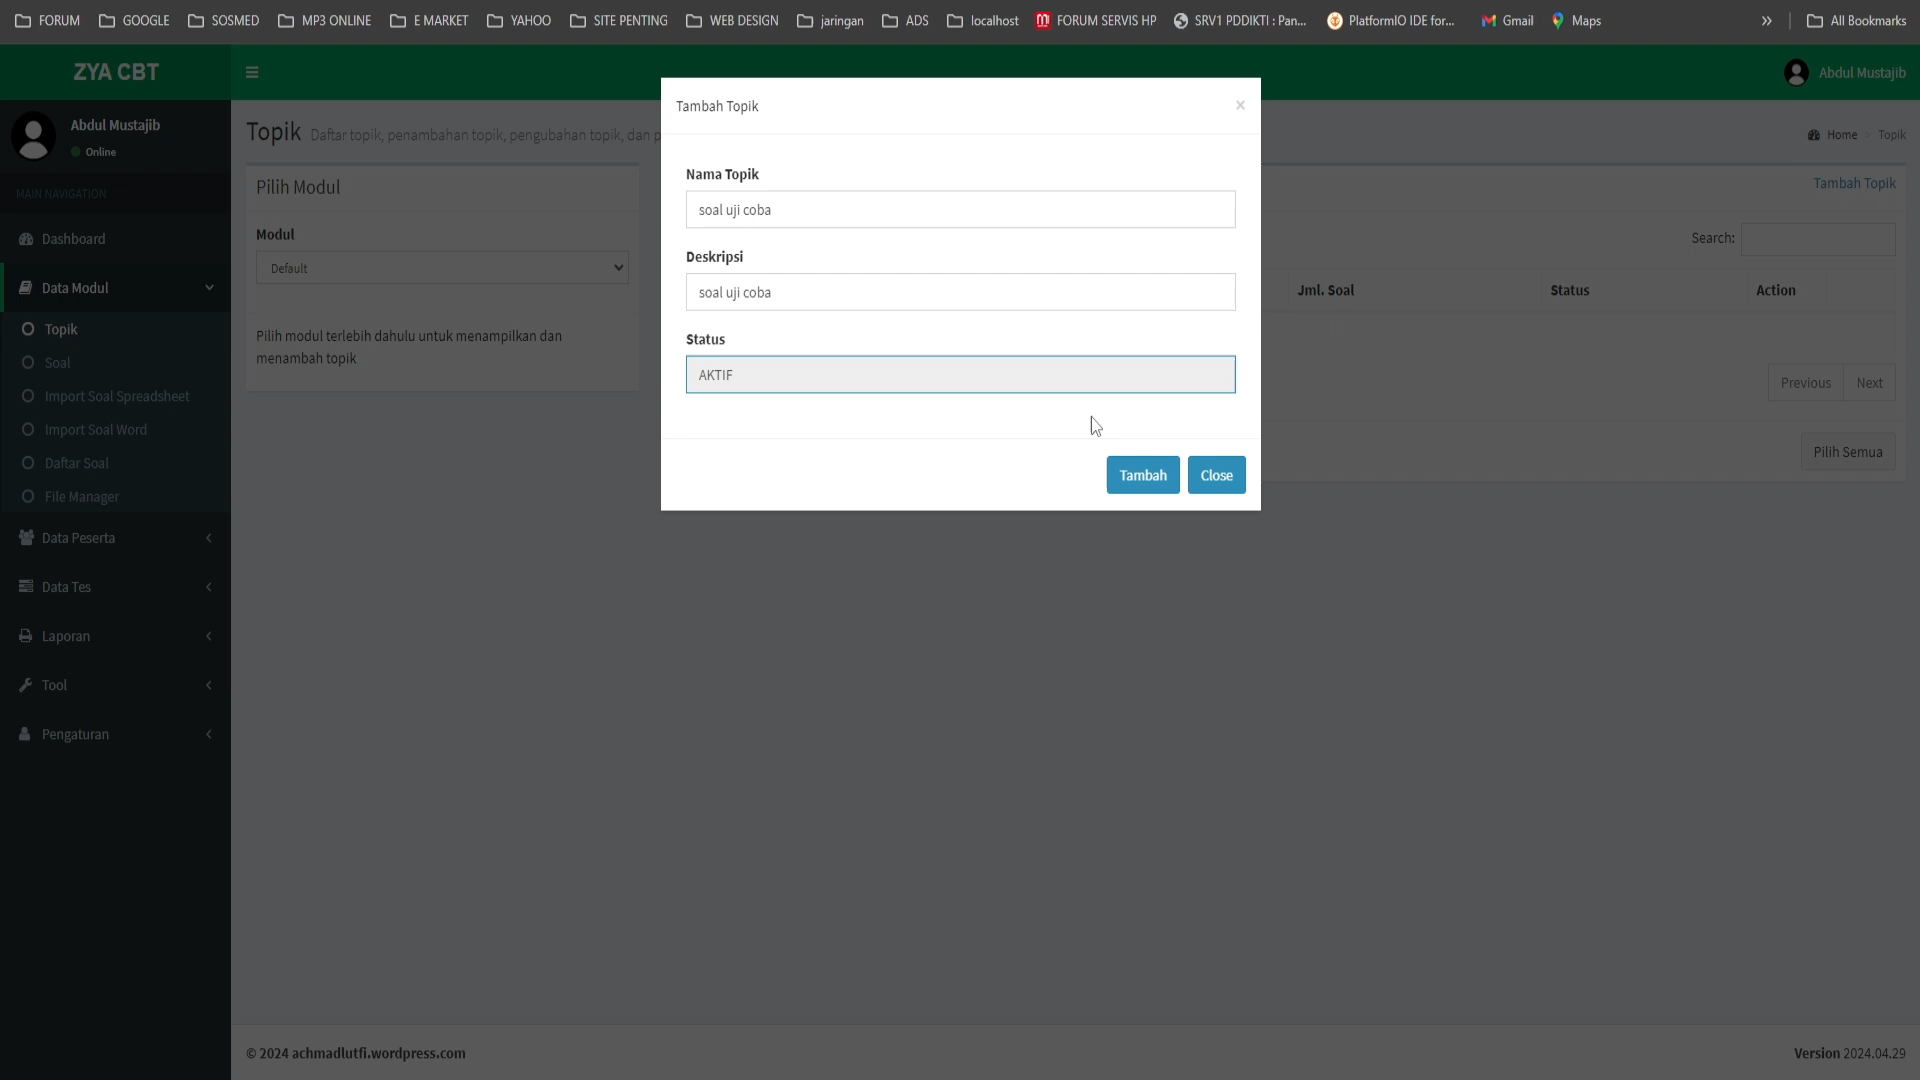 FORUM GOOGLE SOSMED MP3 ONLINE E MARKET YAHOO SITE PENTING WEB DESIGN jaringan ADS localhost FORUM SERVIS HP SRV1 PDDIKTI : Pan... PlatformIO IDE for... Gmail Maps » All Bookmarks
ZYA CBT
Abdul Mustajib
Abdul Mustajib
Online
MAIN NAVIGATION
Dashboard
Data Modul
Topik
Soal
Import Soal Spreadsheet
Import Soal Word
Daftar Soal
File Manager
Data Peserta
Data Tes
Laporan
Tool
Pengaturan
Topik Daftar topik, penambahan topik, pengubahan topik, dan p
Home > Topik
Pilih Modul
Modul
Default
Pilih modul terlebih dahulu untuk menampilkan dan
menambah topik
Tambah Topik
×
Nama Topik
soal uji coba
Deskripsi
soal uji coba
Status
AKTIF
Tambah Close
Tambah Topik
Search:
Jml. Soal Status Action
Previous Next
Pilih Semua
© 2024 achmadlutfi.wordpress.com
Version 2024.04.29